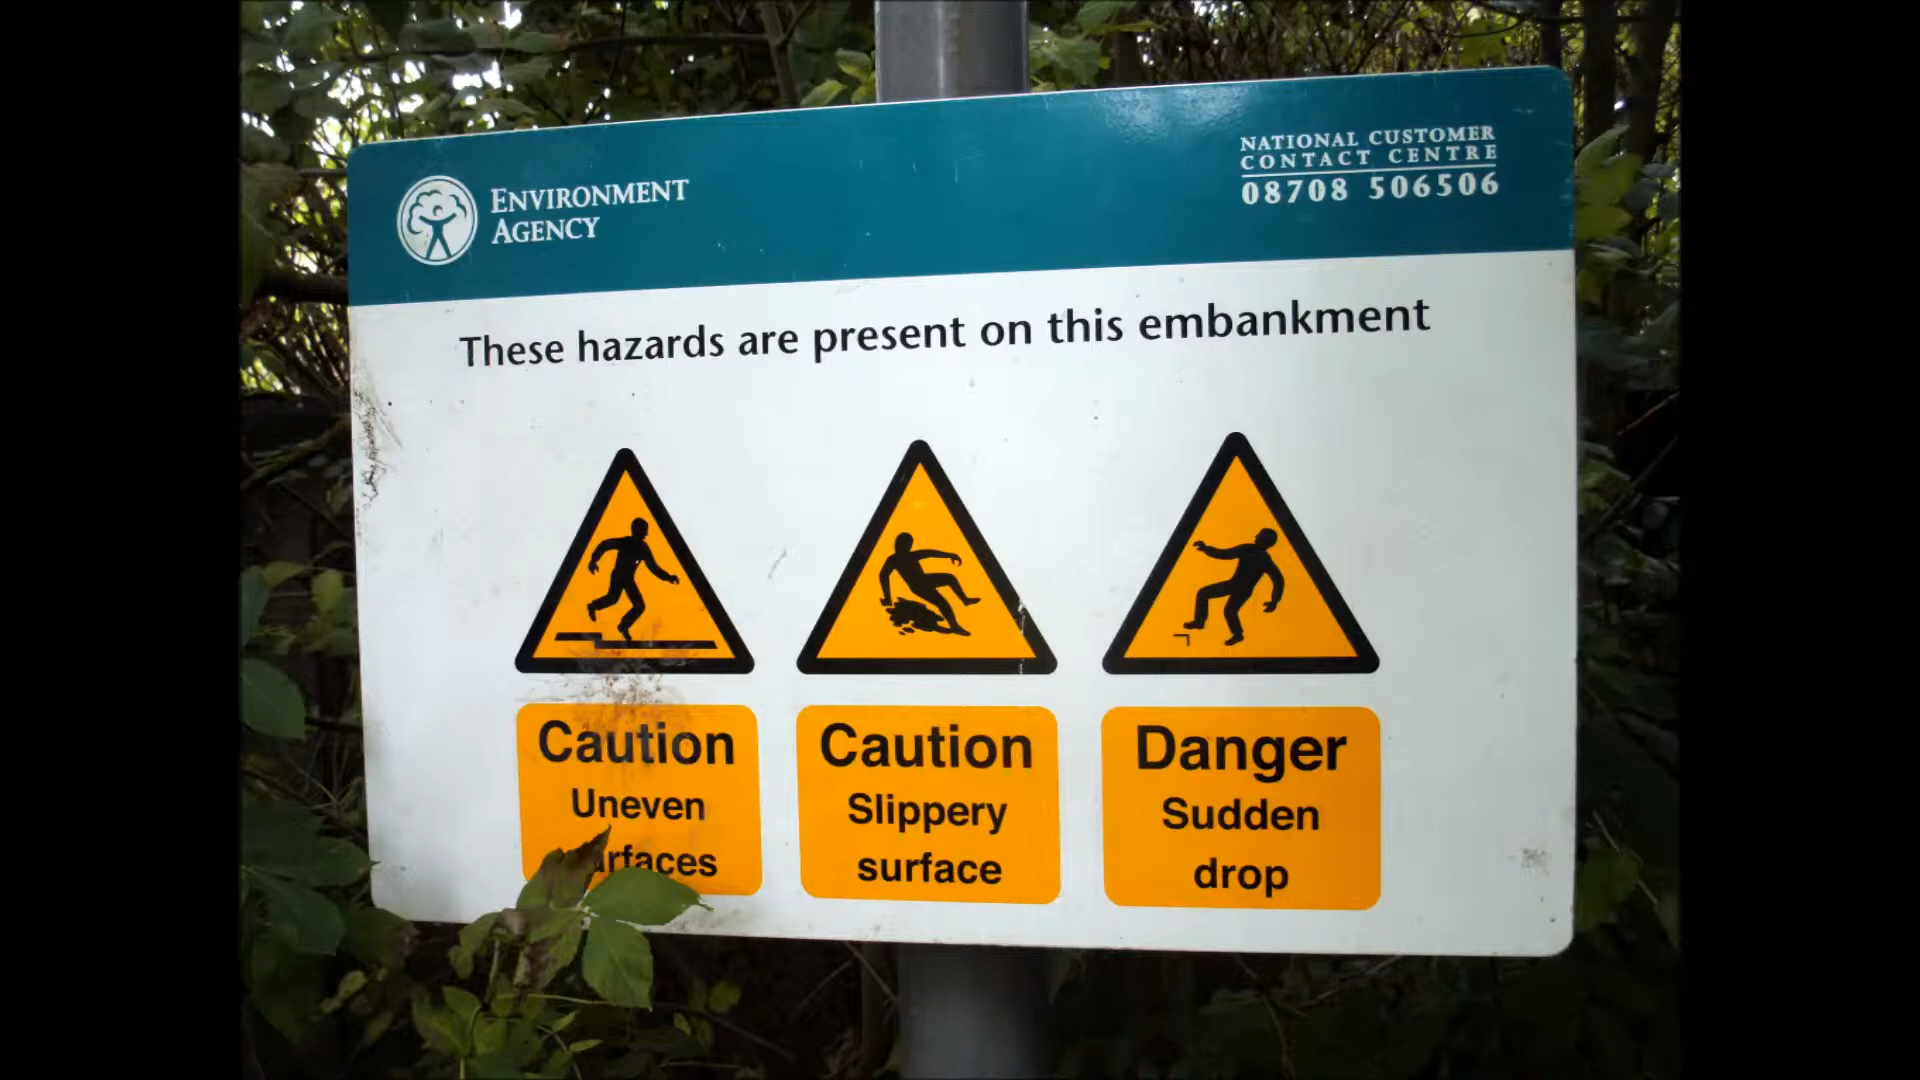 ENVIRONMENT
AGENCY
NATIONAL CUSTOMER
CONTACT CENTRE
08708 506506
These hazards are present on this embankment
Caution
Uneven
Caution
Slippery
surface
Danger
Sudden
drop